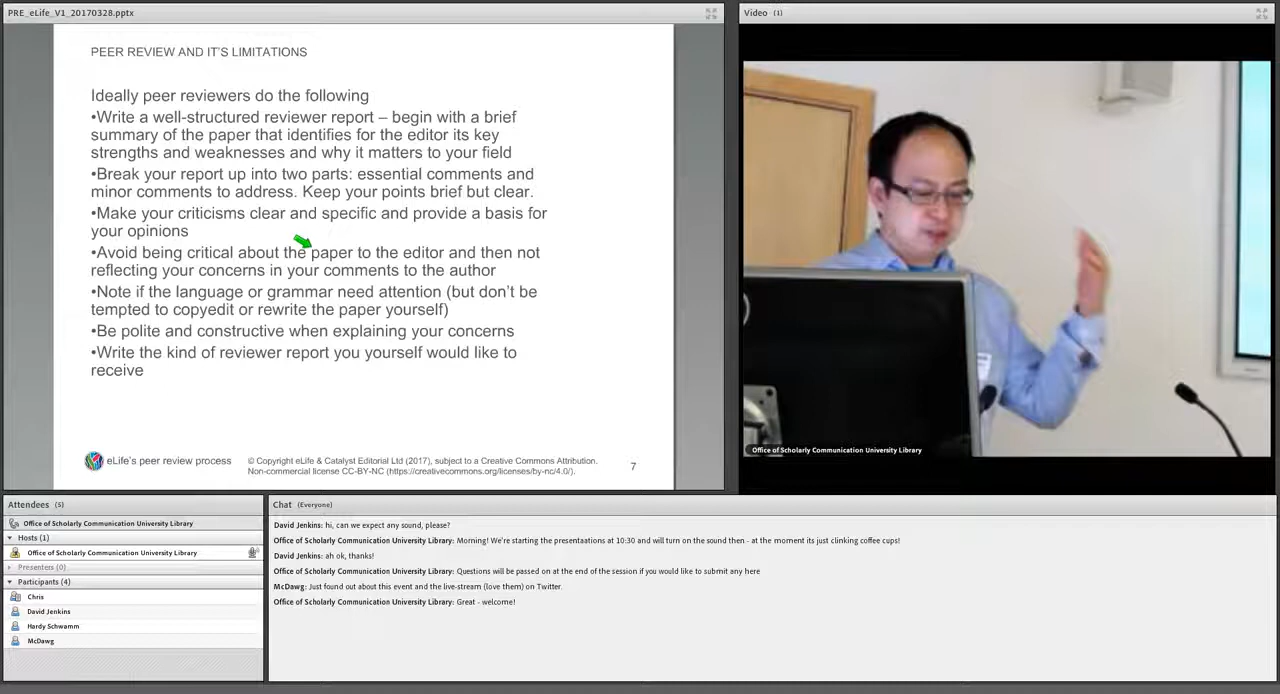 PRE_eLife_V1_20170328.pptx
PEER REVIEW AND IT'S LIMITATIONS
Ideally peer reviewers do the following
•Write a well-structured reviewer report – begin with a brief
summary of the paper that identifies for the editor its key
strengths and weaknesses and why it matters to your field
•Break your report up into two parts: essential comments and
minor comments to address. Keep your points brief but clear.
•Make your criticisms clear and specific and provide a basis for
your opinions
•Avoid being critical about the paper to the editor and then not
reflecting your concerns in your comments to the author
•Note if the language or grammar need attention (but don't be
tempted to copyedit or rewrite the paper yourself)
•Be polite and constructive when explaining your concerns
•Write the kind of reviewer report you yourself would like to
receive
eLife's peer review process
© Copyright eLife & Catalyst Editorial Ltd (2017), subject to a Creative Commons Attribution.
Non-commercial license CC-BY-NC (https://creativecommons.org/licenses/by-nc/4.0/).
7
Video (1)
Office of Scholarly Communication University Library
Attendees (5)
Office of Scholarly Communication University Library
Hosts (1)
Office of Scholarly Communication University Library
Presenters (0)
Participants (4)
Chris
David Jenkins
Hardy Schwamm
McDawg
Chat (Everyone)
David Jenkins: hi, can we expect any sound, please?
Office of Scholarly Communication University Library: Morning! We're starting the presentaations at 10:30 and will turn on the sound then - at the moment its just clinking coffee cups!
David Jenkins: ah ok, thanks!
Office of Scholarly Communication University Library: Questions will be passed on at the end of the session if you would like to submit any here
McDawg: Just found out about this event and the live-stream (love them) on Twitter.
Office of Scholarly Communication University Library: Great - welcome!